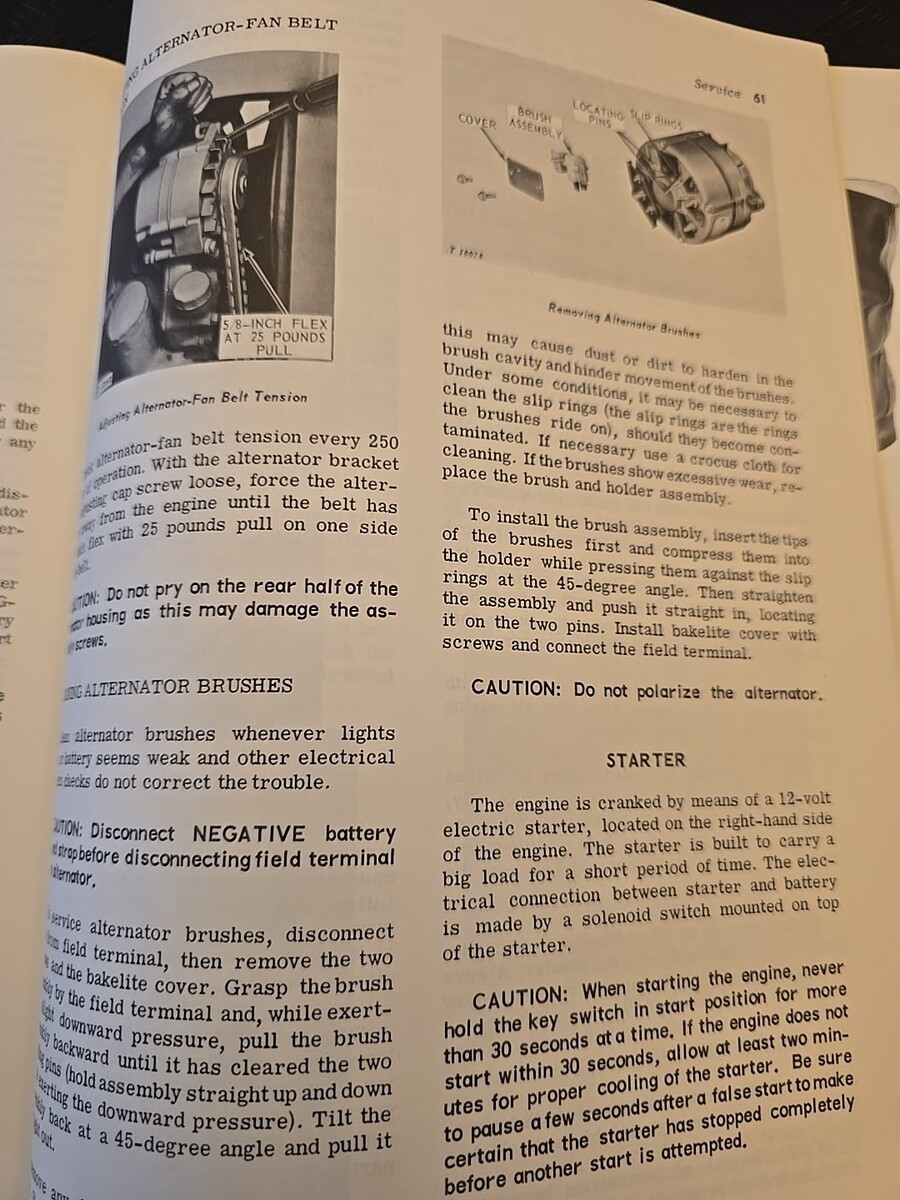 ALTERNATOR-FAN BELT
5/8-INCH FLEX
AT 25 POUNDS
PULL
Adjusting Alternator-Fan Belt Tension
alternator-fan belt tension every 250
operation. With the alternator bracket
cap screw loose, force the alter-
from the engine until the belt has
flex with 25 pounds pull on one side
CAUTION: Do not pry on the rear half of the
housing as this may damage the as-
screws.
ALTERNATOR BRUSHES
alternator brushes whenever lights
battery seems weak and other electrical
checks do not correct the trouble.
CAUTION: Disconnect NEGATIVE battery
strap before disconnecting field terminal
alternator.
service alternator brushes, disconnect
field terminal, then remove the two
and the bakelite cover. Grasp the brush
by the field terminal and, while exert-
downward pressure, pull the brush
backward until it has cleared the two
pins (hold assembly straight up and down
exerting the downward pressure). Tilt the
back at a 45-degree angle and pull it
out.
Service 61
COVER
BRUSH
ASSEMBLY
LOCATING
PINS
SLIP RINGS
Removing Alternator Brushes
this may cause dust or dirt to harden in the
brush cavity and hinder movement of the brushes.
Under some conditions, it may be necessary to
clean the slip rings (the slip rings are the rings
the brushes ride on), should they become con-
taminated. If necessary use a crocus cloth for
cleaning. If the brushes show excessive wear, re-
place the brush and holder assembly.
To install the brush assembly, insert the tips
of the brushes first and compress them into
the holder while pressing them against the slip
rings at the 45-degree angle. Then straighten
the assembly and push it straight in, locating
it on the two pins. Install bakelite cover with
screws and connect the field terminal.
CAUTION: Do not polarize the alternator.
STARTER
The engine is cranked by means of a 12-volt
electric starter, located on the right-hand side
of the engine. The starter is built to carry a
big load for a short period of time. The elec-
trical connection between starter and battery
is made by a solenoid switch mounted on top
of the starter.
CAUTION: When starting the engine, never
hold the key switch in start position for more
than 30 seconds at a time. If the engine does not
start within 30 seconds, allow at least two min-
utes for proper cooling of the starter. Be sure
to pause a few seconds after a false start to make
certain that the starter has stopped completely
before another start is attempted.